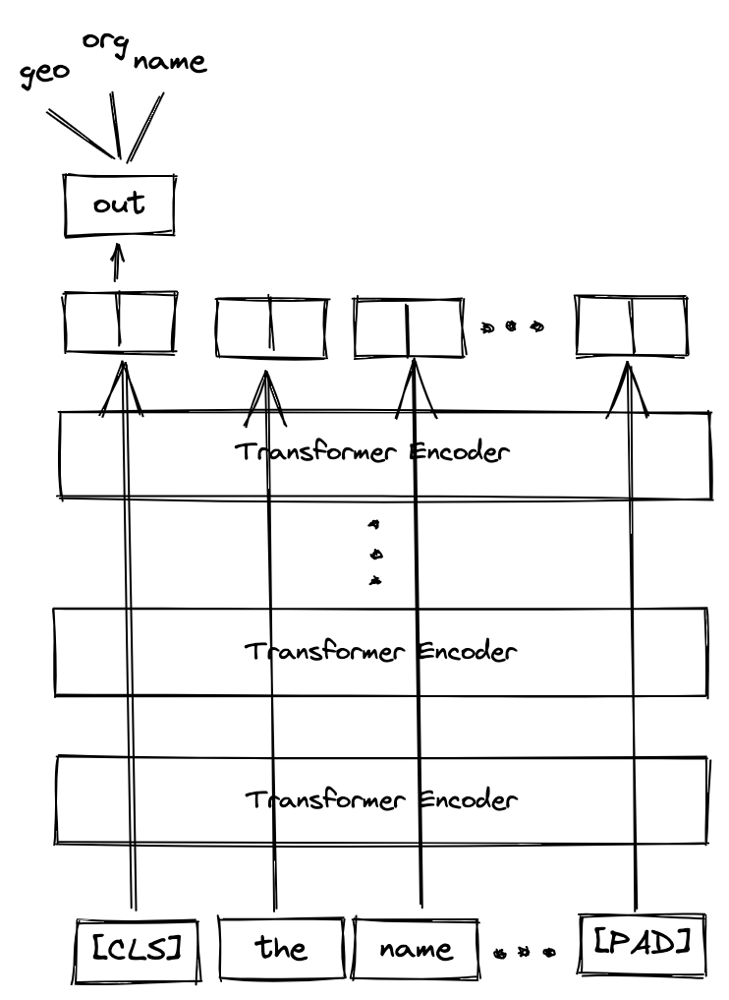 org
geo
name
out
Transformer Encoder
Transformer Encoder
Transformer Encoder
[CLS]
the
name
[PAD]